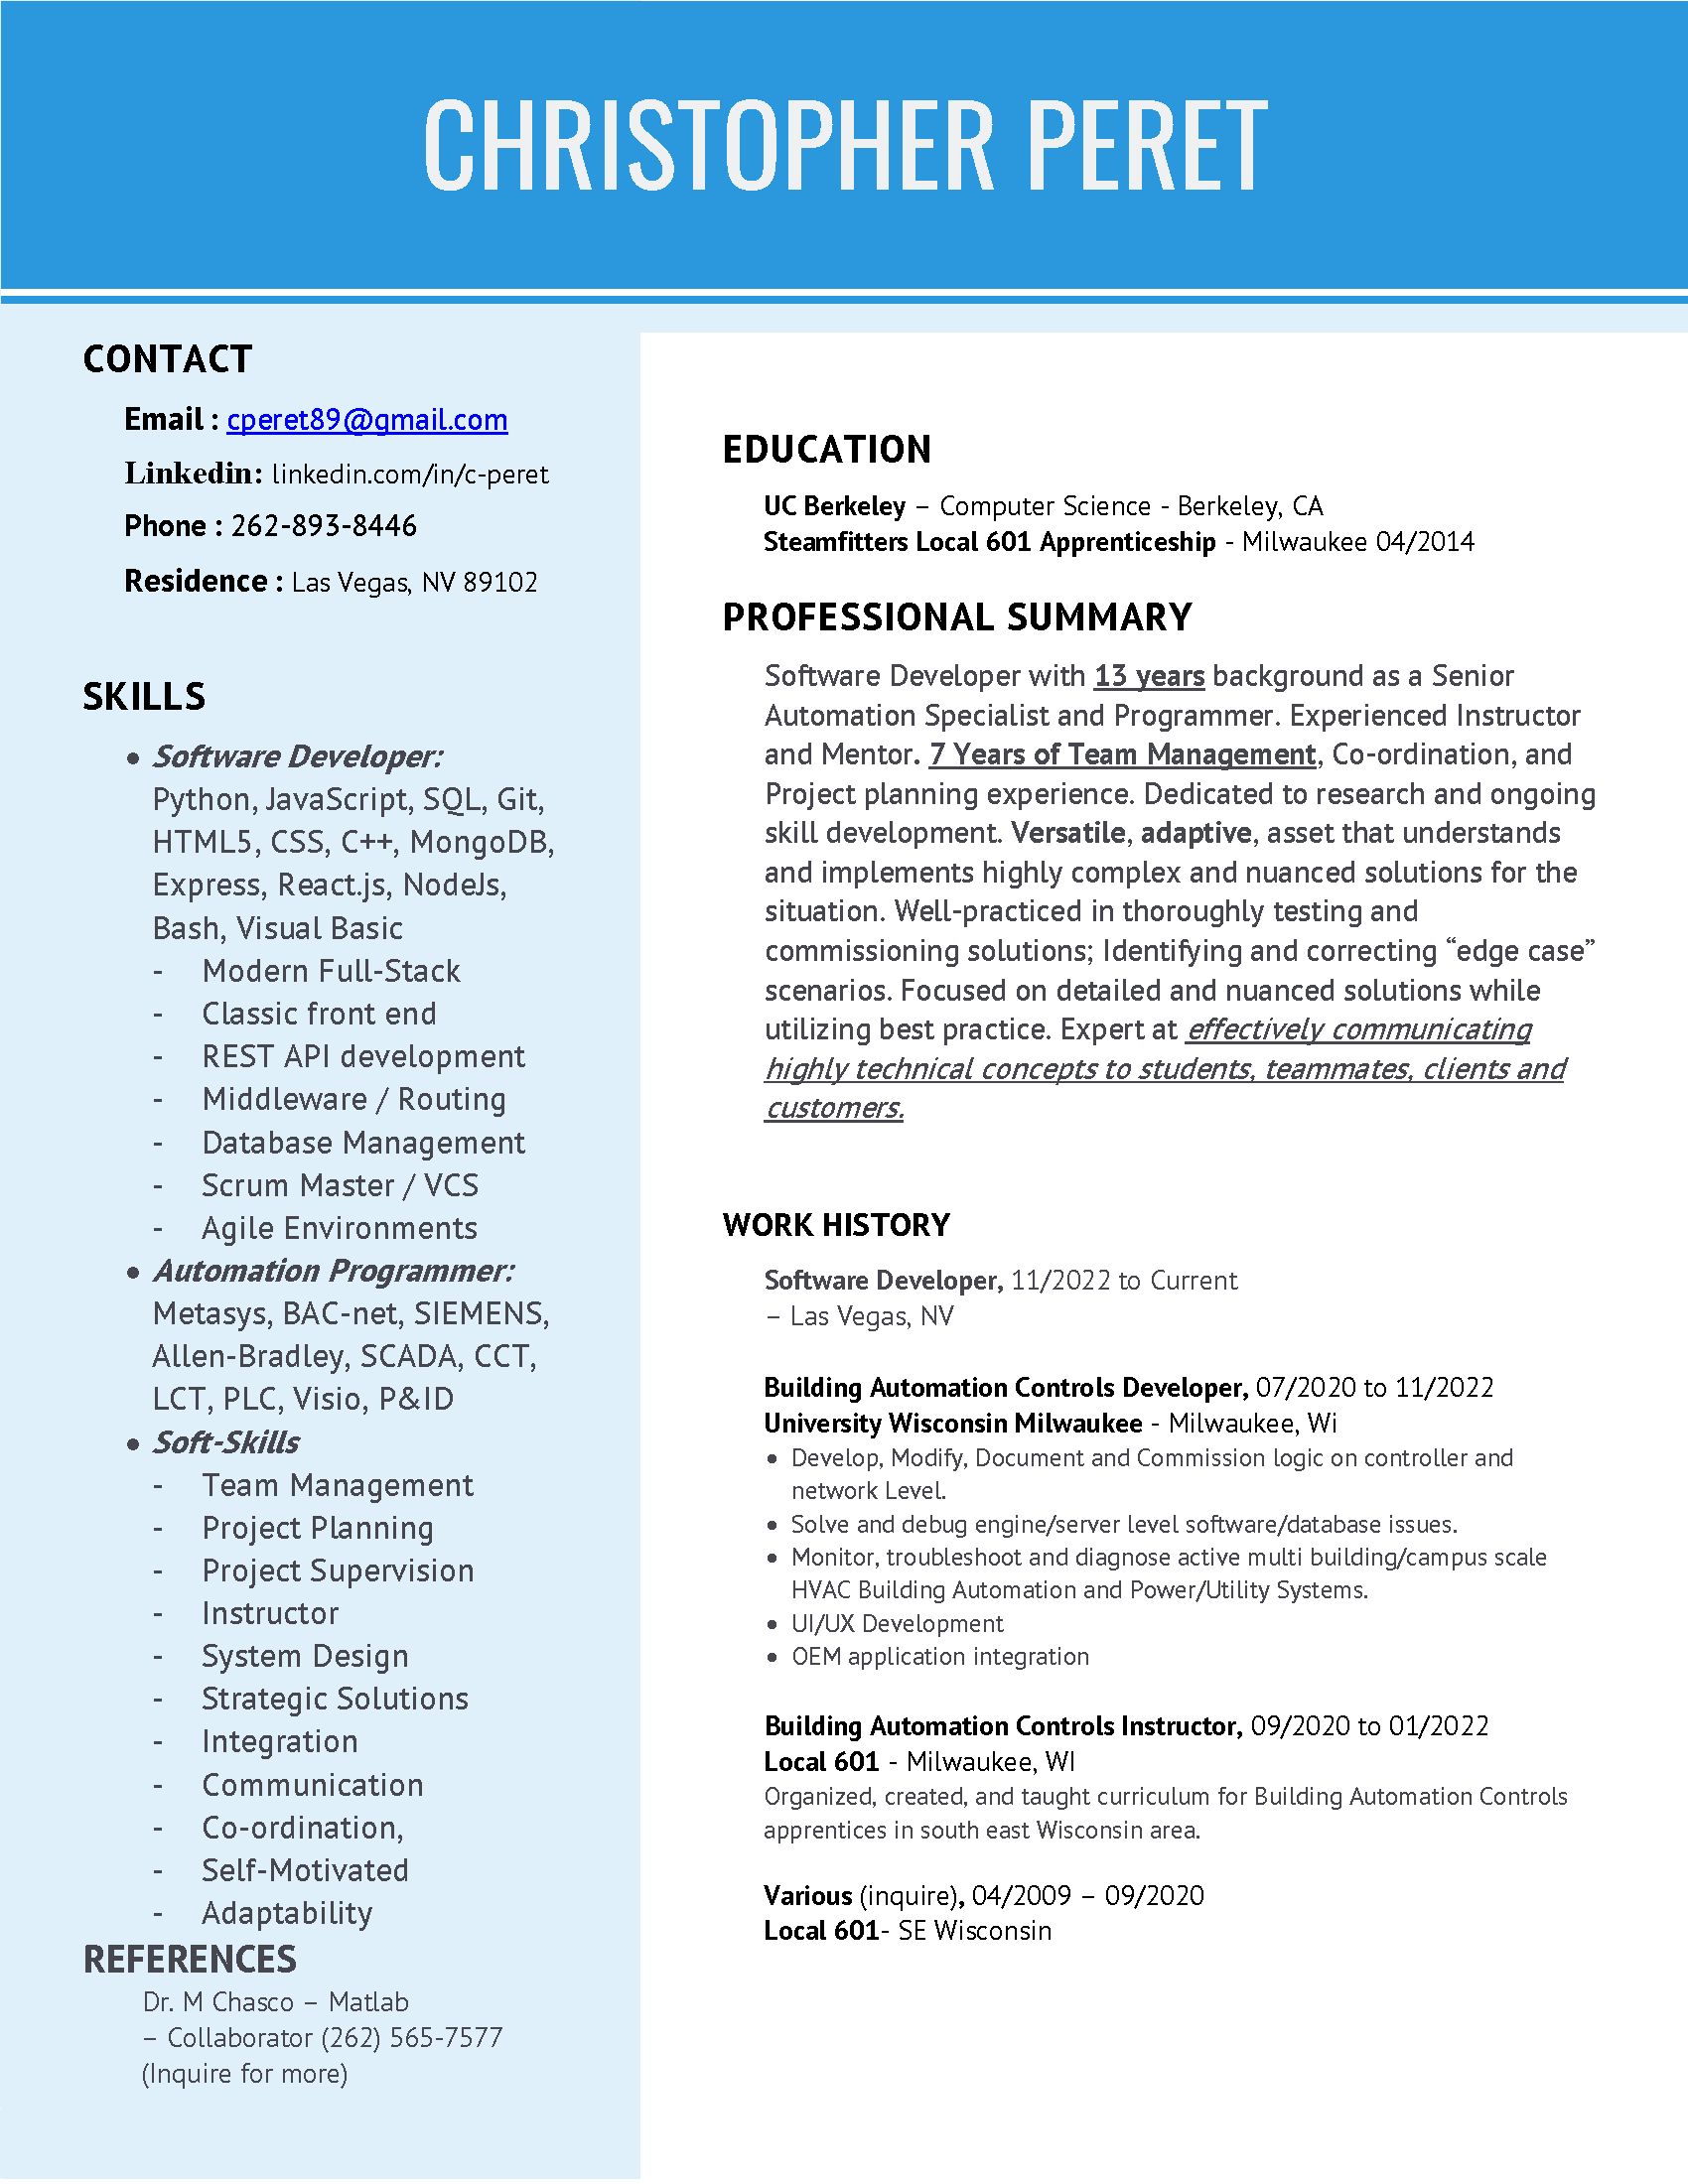 CHRISTOPHER PERET
CONTACT
Email : cperet89@gmail.com
Linkedin: linkedin.com/in/c-peret
Phone : 262-893-8446
Residence : Las Vegas, NV 89102
SKILLS
• Software Developer:
Python, JavaScript, SQL, Git,
HTML5, CSS, C++, MongoDB,
Express, React.js, NodeJs,
Bash, Visual Basic
- Modern Full-Stack
- Classic front end
- REST API development
- Middleware / Routing
- Database Management
- Scrum Master / VCS
- Agile Environments
• Automation Programmer:
Metasys, BAC-net, SIEMENS,
Allen-Bradley, SCADA, CCT,
LCT, PLC, Visio, P&ID
• Soft-Skills
- Team Management
- Project Planning
- Project Supervision
- Instructor
- System Design
- Strategic Solutions
- Integration
- Communication
- Co-ordination,
- Self-Motivated
- Adaptability
REFERENCES
Dr. M Chasco – Matlab
– Collaborator (262) 565-7577
(Inquire for more)
EDUCATION
UC Berkeley – Computer Science - Berkeley, CA
Steamfitters Local 601 Apprenticeship - Milwaukee 04/2014
PROFESSIONAL SUMMARY
Software Developer with 13 years background as a Senior
Automation Specialist and Programmer. Experienced Instructor
and Mentor. 7 Years of Team Management, Co-ordination, and
Project planning experience. Dedicated to research and ongoing
skill development. Versatile, adaptive, asset that understands
and implements highly complex and nuanced solutions for the
situation. Well-practiced in thoroughly testing and
commissioning solutions; Identifying and correcting “edge case”
scenarios. Focused on detailed and nuanced solutions while
utilizing best practice. Expert at effectively communicating
highly technical concepts to students, teammates, clients and
customers.
WORK HISTORY
Software Developer, 11/2022 to Current
– Las Vegas, NV
Building Automation Controls Developer, 07/2020 to 11/2022
University Wisconsin Milwaukee - Milwaukee, Wi
• Develop, Modify, Document and Commission logic on controller and
network Level.
• Solve and debug engine/server level software/database issues.
• Monitor, troubleshoot and diagnose active multi building/campus scale
HVAC Building Automation and Power/Utility Systems.
• UI/UX Development
• OEM application integration
Building Automation Controls Instructor, 09/2020 to 01/2022
Local 601 - Milwaukee, WI
Organized, created, and taught curriculum for Building Automation Controls
apprentices in south east Wisconsin area.
Various (inquire), 04/2009 – 09/2020
Local 601- SE Wisconsin